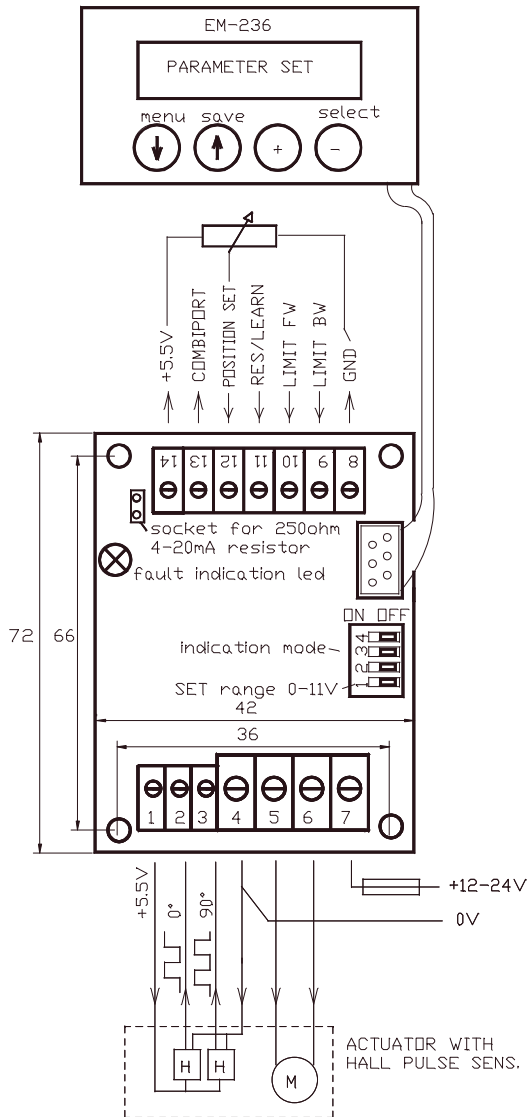 EM-236
PARAMETER SET
menu save select
+ -
+5.5V
COMBIPORT
POSITION SET
RES/LEARN
LIMIT FW
LIMIT BW
GND
14 13 12 11 10 9 8
socket for 250ohm
4-20mA resistor
fault indication led
ON OFF
4
3
2
1
indication mode
SET range 0-11V
72
66
42
36
1 2 3 4 5 6 7
+5.5V
0°
90°
+12-24V
0V
H H
M
ACTUATOR WITH
HALL PULSE SENS.